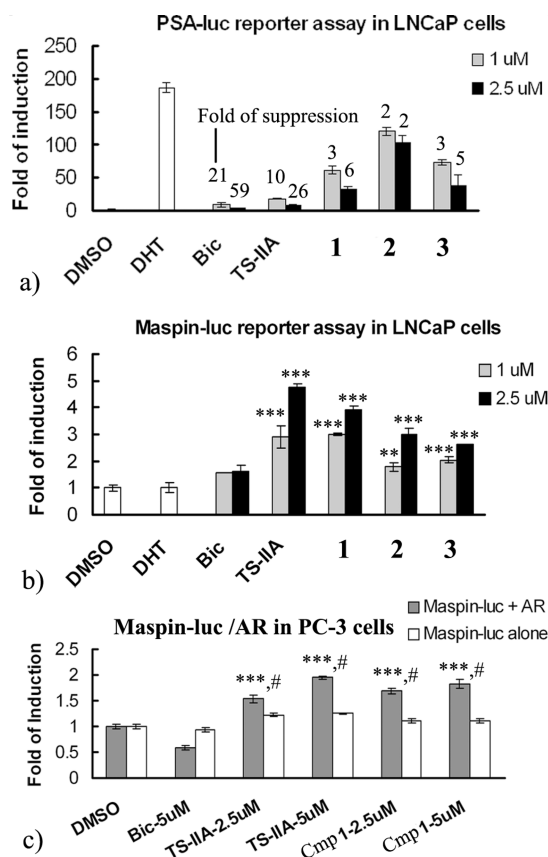 PSA-luc reporter assay in LNCaP cells
Fold of induction
250
200
150
100
50
0
1 uM
2.5 uM
Fold of suppression
21
59
10
26
3
6
2
2
3
5
DMSO
DHT
Bic
TS-IIA
1
2
3
a)
Maspin-luc reporter assay in LNCaP cells
Fold of induction
6
5
4
3
2
1
0
1 uM
2.5 uM
***
***
***
***
**
***
***
***
DMSO
DHT
Bic
TS-IIA
1
2
3
b)
Maspin-luc + AR
Maspin-luc alone
Maspin-luc /AR in PC-3 cells
Fold of Induction
2.5
2
1.5
1
0.5
0
***,#
***,#
***,#
***,#
DMSO
Bic-5uM
TS-IIA-2.5uM
TS-IIA-5uM
Cmp 1-2.5uM
Cmp 1-5uM
c)